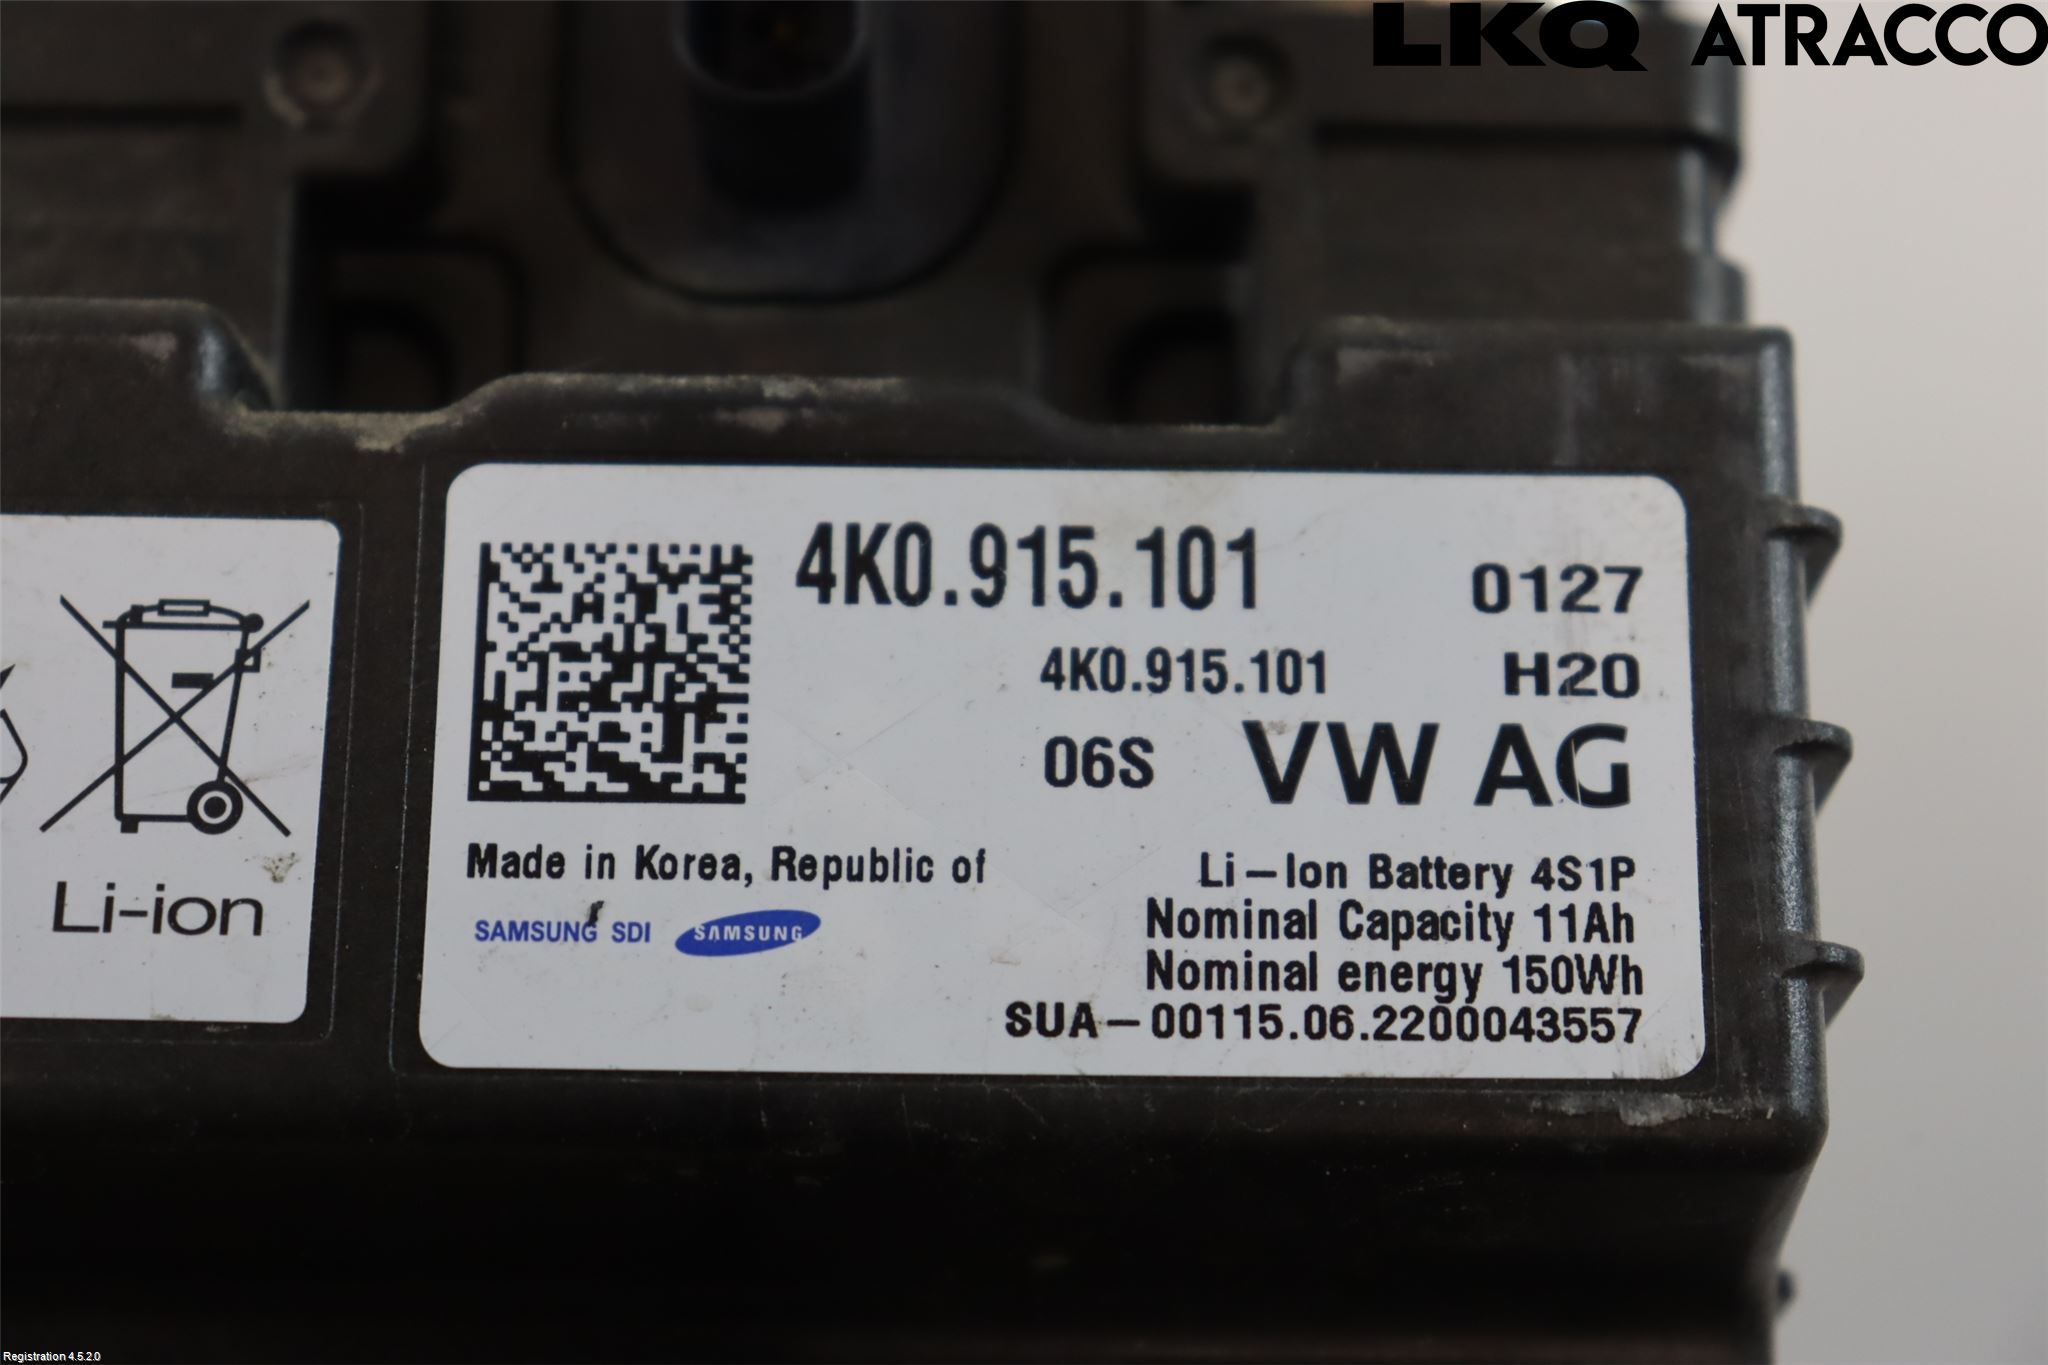 LKQ ATRACCO
4K0.915.101
0127
4K0.915.101
H20
06S
VW AG
Made in Korea, Republic of
SAMSUNG SDI SAMSUNG
Li-Ion Battery 4S1P
Nominal Capacity 11Ah
Nominal energy 150Wh
SUA-00115.06.2200043557
Li-ion
Registration 4.5.2.0